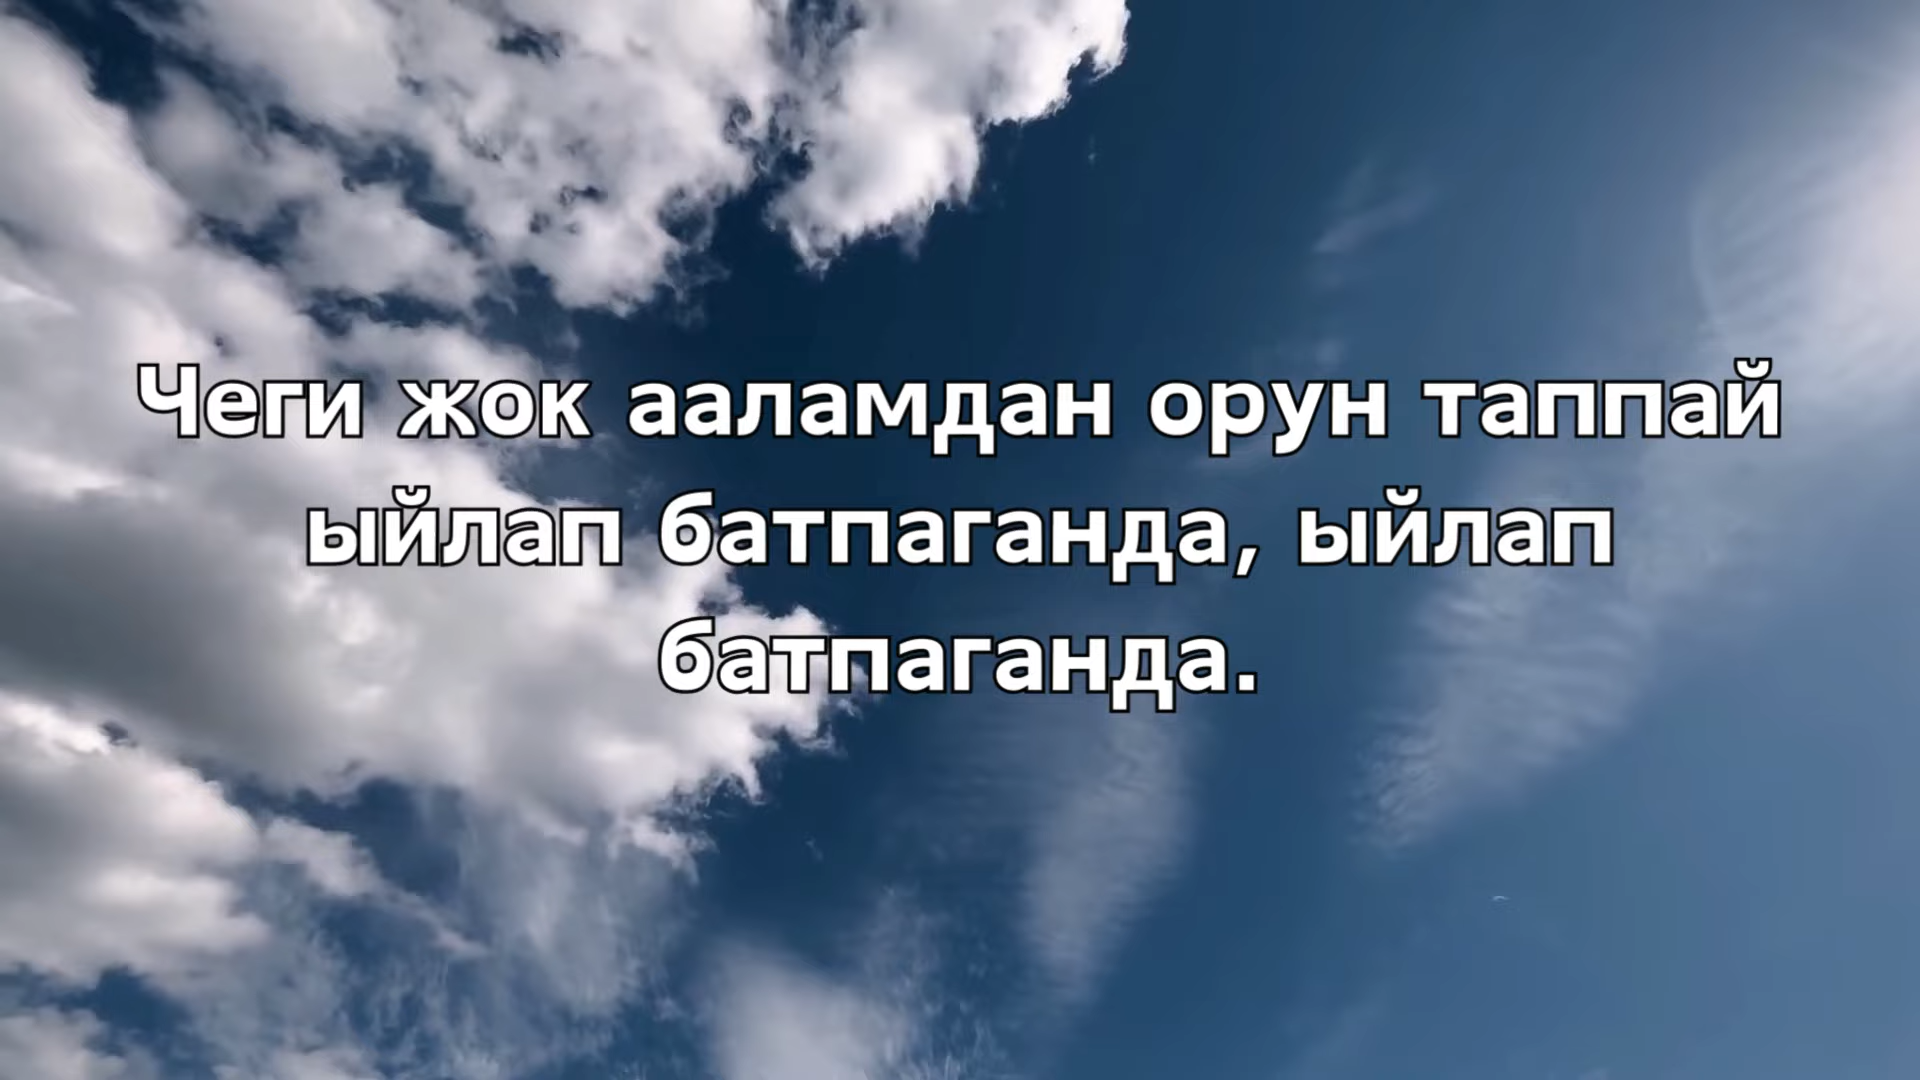 Чеги жок ааламдан орун таппай
ыйлап батпаганда, ыйлап
батпаганда.